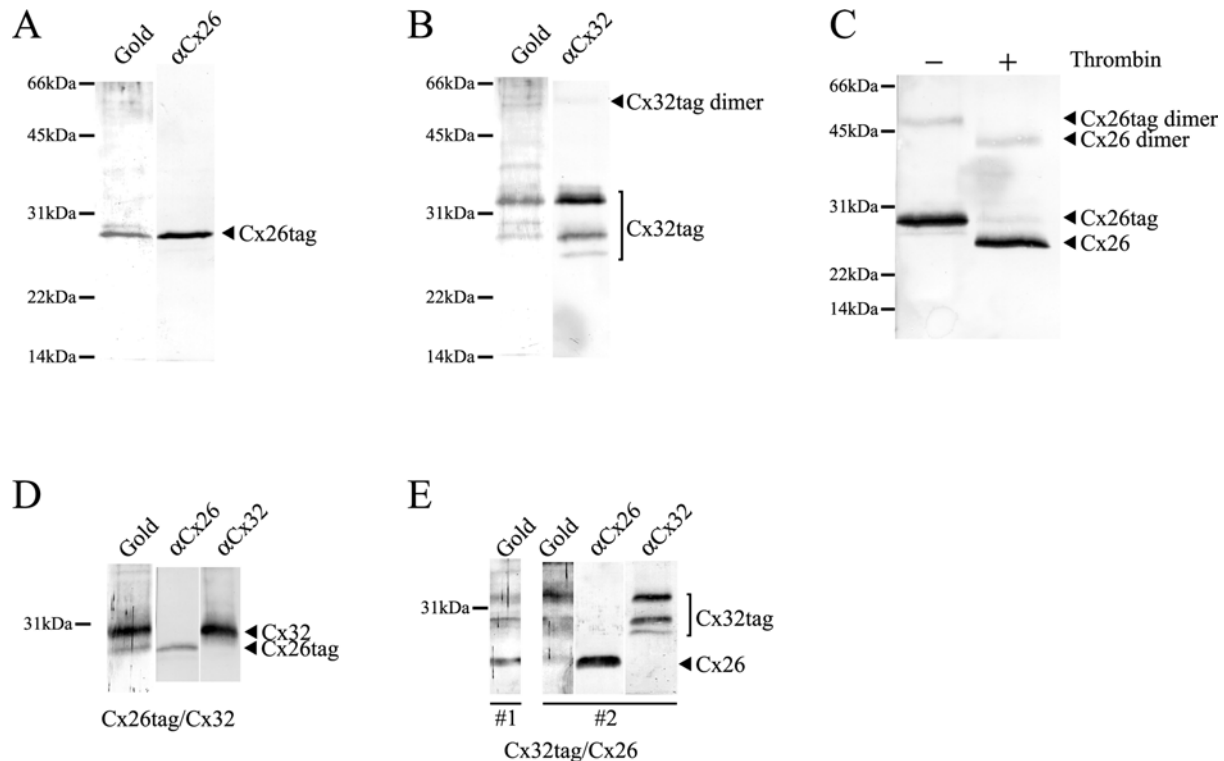 A
Gold
αCx26
66kDa
45kDa
31kDa
22kDa
14kDa
Cx26tag
B
Gold
αCx32
66kDa
45kDa
31kDa
22kDa
14kDa
Cx32tag dimer
Cx32tag
C
− + Thrombin
66kDa
45kDa
31kDa
22kDa
14kDa
Cx26tag dimer
Cx26 dimer
Cx26tag
Cx26
D
Gold
αCx26
αCx32
31kDa
Cx32
Cx26tag
Cx26tag/Cx32
E
Gold
Gold
αCx26
αCx32
31kDa
Cx32tag
Cx26
#1 #2
Cx32tag/Cx26